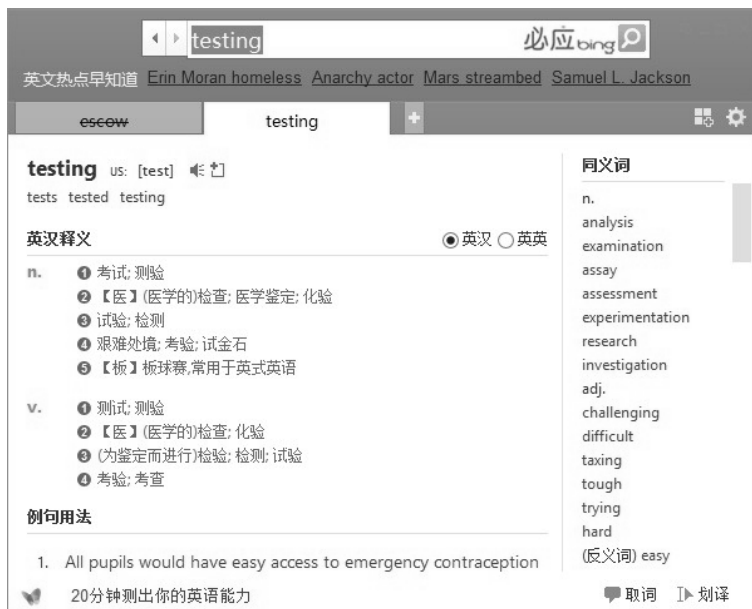 testing 必应bing
英文热点早知道 Erin Moran homeless Anarchy actor Mars streambed Samuel L. Jackson
escow testing +
testing US: [test]
tests tested testing
英汉释义 英汉 英英
n. ❶ 考试; 测验
❷ 【医】(医学的)检查; 医学鉴定; 化验
❸ 试验; 检测
❹ 艰难处境; 考验; 试金石
❺ 【板】板球赛,常用于英式英语
v. ❶ 测试; 测验
❷ 【医】(医学的)检查; 化验
❸ (为鉴定而进行)检验; 检测; 试验
❹ 考验; 考查
例句用法
1. All pupils would have easy access to emergency contraception
同义词
n.
analysis
examination
assay
assessment
experimentation
research
investigation
adj.
challenging
difficult
taxing
tough
trying
hard
(反义词) easy
20分钟测出你的英语能力 取词 划译